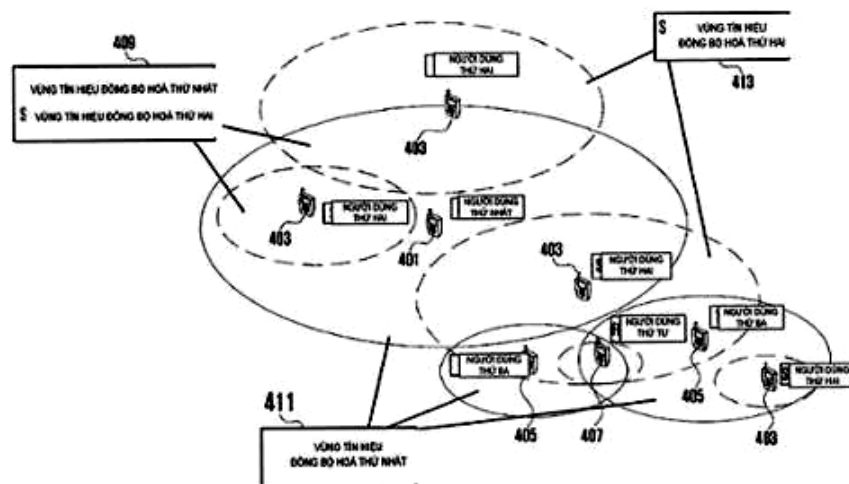 409
VÙNG TÍN HIỆU ĐỒNG BỘ HOÁ THỨ NHẤT
S VÙNG TÍN HIỆU ĐỒNG BỘ HOÁ THỨ HAI
S VÙNG TÍN HIỆU
ĐỒNG BỘ HOÁ THỨ HAI
413
NGƯỜI DÙNG
THỨ HAI
403
NGƯỜI DÙNG
THỨ HAI
403
NGƯỜI DÙNG
THỨ NHẤT
401
403
NGƯỜI DÙNG
THỨ HAI
NGƯỜI DÙNG
THỨ BA
405
NGƯỜI DÙNG
THỨ TƯ
407
NGƯỜI DÙNG
THỨ BA
405
NGƯỜI DÙNG
THỨ HAI
403
411
VÙNG TÍN HIỆU
ĐỒNG BỘ HOÁ THỨ NHẤT